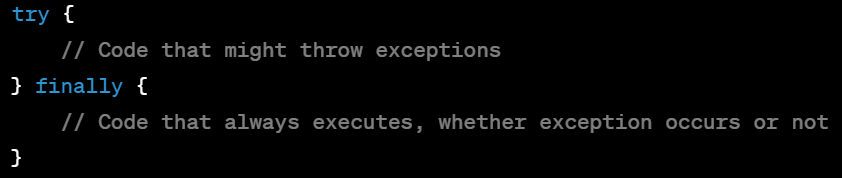 try {
    // Code that might throw exceptions
} finally {
    // Code that always executes, whether exception occurs or not
}